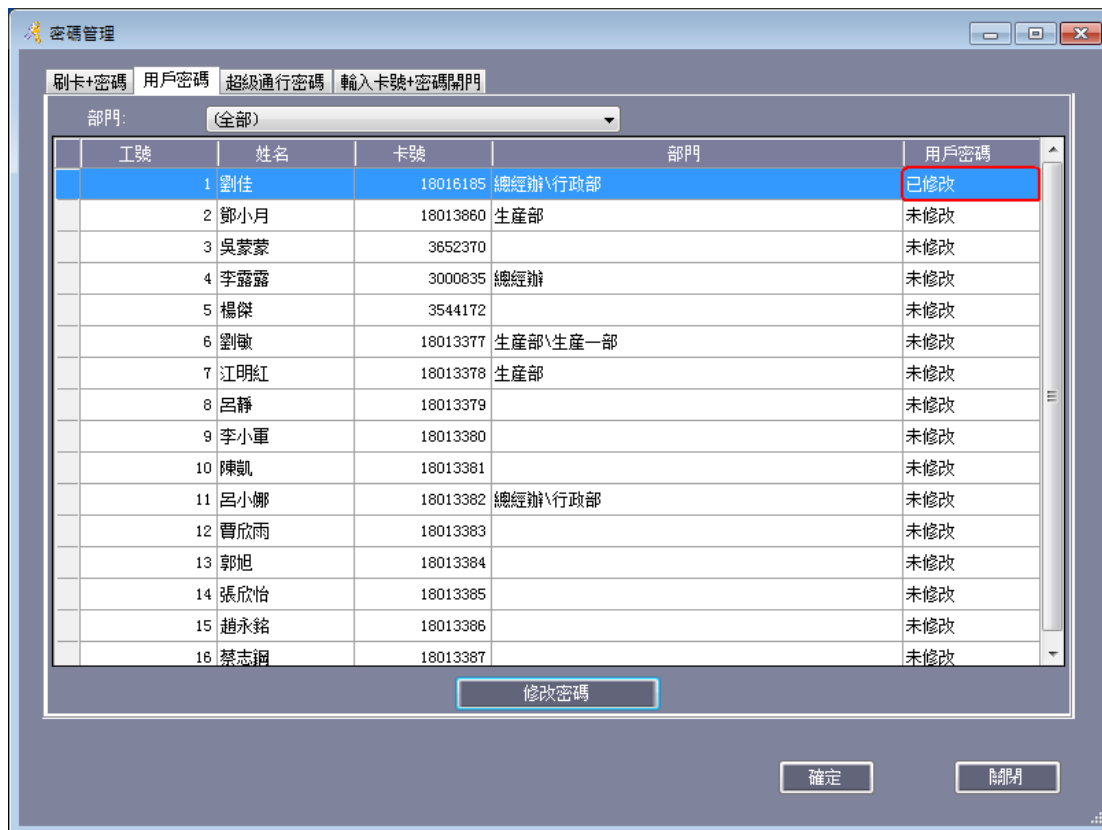 密碼管理
刷卡+密碼 用戶密碼 超級通行密碼 輸入卡號+密碼開門
部門: (全部)
工號 姓名 卡號 部門 用戶密碼
1 劉佳 18016185 總經辦\行政部 已修改
2 鄧小月 18013860 生産部 未修改
3 吳蒙蒙 3652370 未修改
4 李露露 3000835 總經辦 未修改
5 楊傑 3544172 未修改
6 劉敏 18013377 生産部\生産一部 未修改
7 江明紅 18013378 生産部 未修改
8 呂靜 18013379 未修改
9 李小軍 18013380 未修改
10 陳凱 18013381 未修改
11 呂小娜 18013382 總經辦\行政部 未修改
12 曹欣雨 18013383 未修改
13 郭旭 18013384 未修改
14 張欣怡 18013385 未修改
15 趙永銘 18013386 未修改
16 蔡志鋼 18013387 未修改
修改密碼
確定 關閉